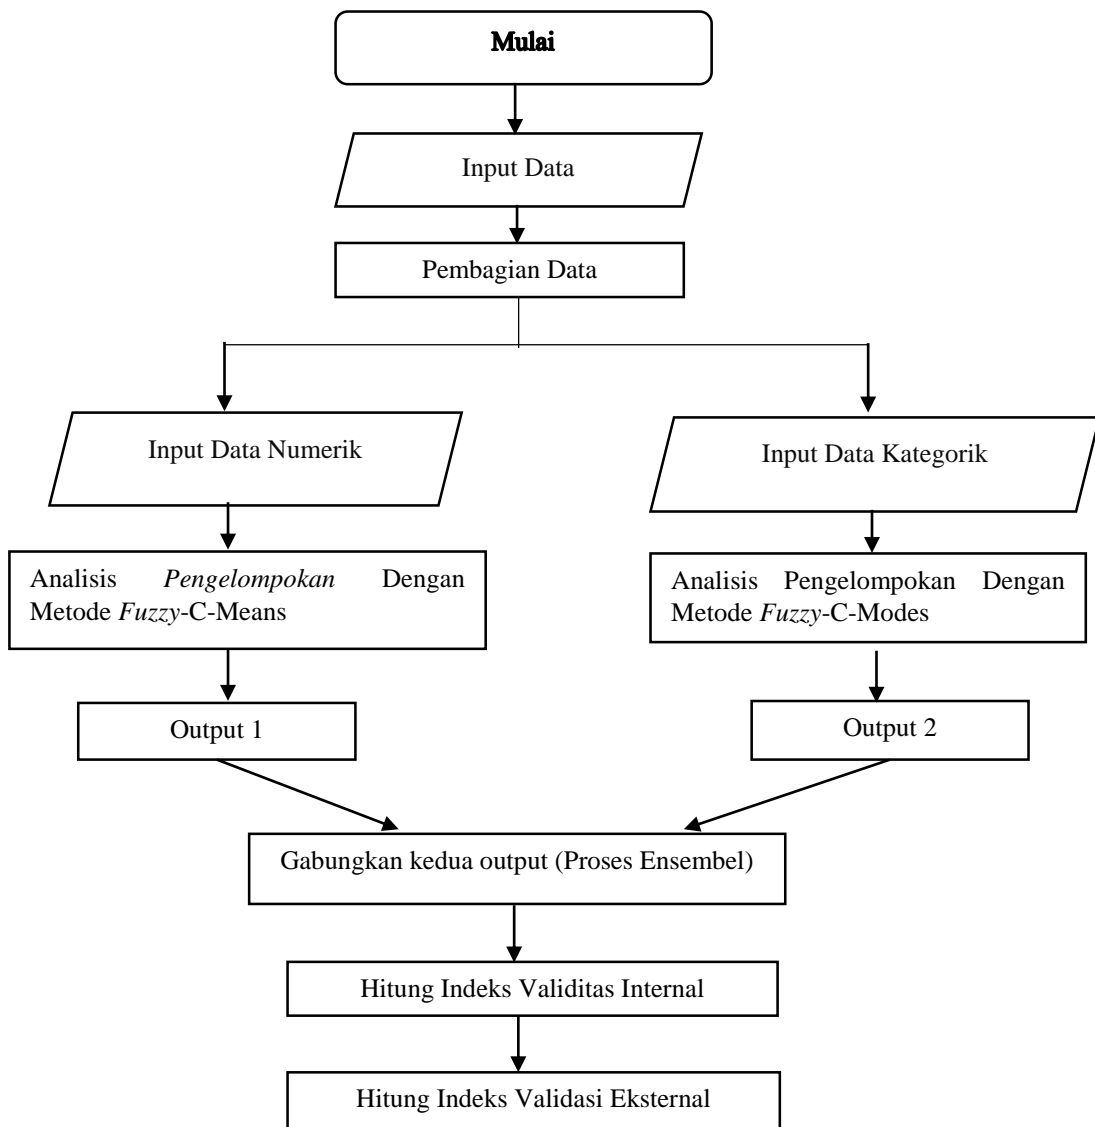 Mulai
Input Data
Pembagian Data
Input Data Numerik
Input Data Kategorik
Analisis Pengelompokan Dengan
Metode Fuzzy-C-Means
Analisis Pengelompokan Dengan
Metode Fuzzy-C-Modes
Output 1
Output 2
Gabungkan kedua output (Proses Ensembel)
Hitung Indeks Validitas Internal
Hitung Indeks Validasi Eksternal